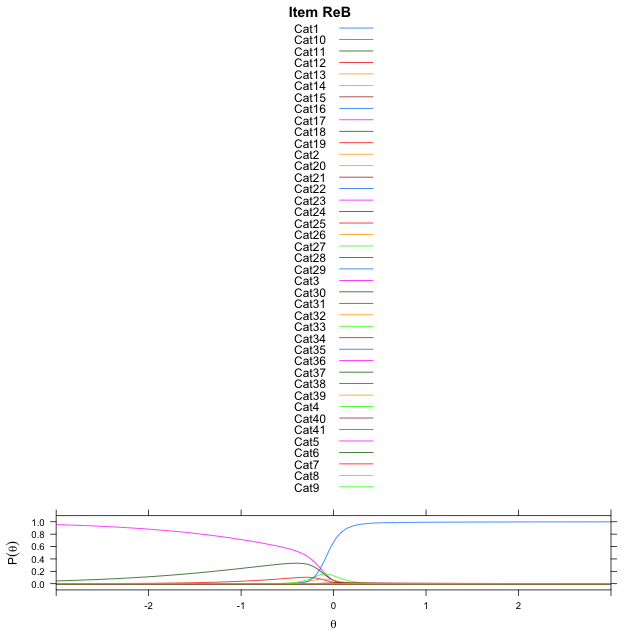 Item ReB
Cat1
Cat10
Cat11
Cat12
Cat13
Cat14
Cat15
Cat16
Cat17
Cat18
Cat19
Cat2
Cat20
Cat21
Cat22
Cat23
Cat24
Cat25
Cat26
Cat27
Cat28
Cat29
Cat3
Cat30
Cat31
Cat32
Cat33
Cat34
Cat35
Cat36
Cat37
Cat38
Cat39
Cat4
Cat40
Cat41
Cat5
Cat6
Cat7
Cat8
Cat9
P(θ)
1.0
0.8
0.6
0.4
0.2
0.0
-2 -1 0 1 2
θ